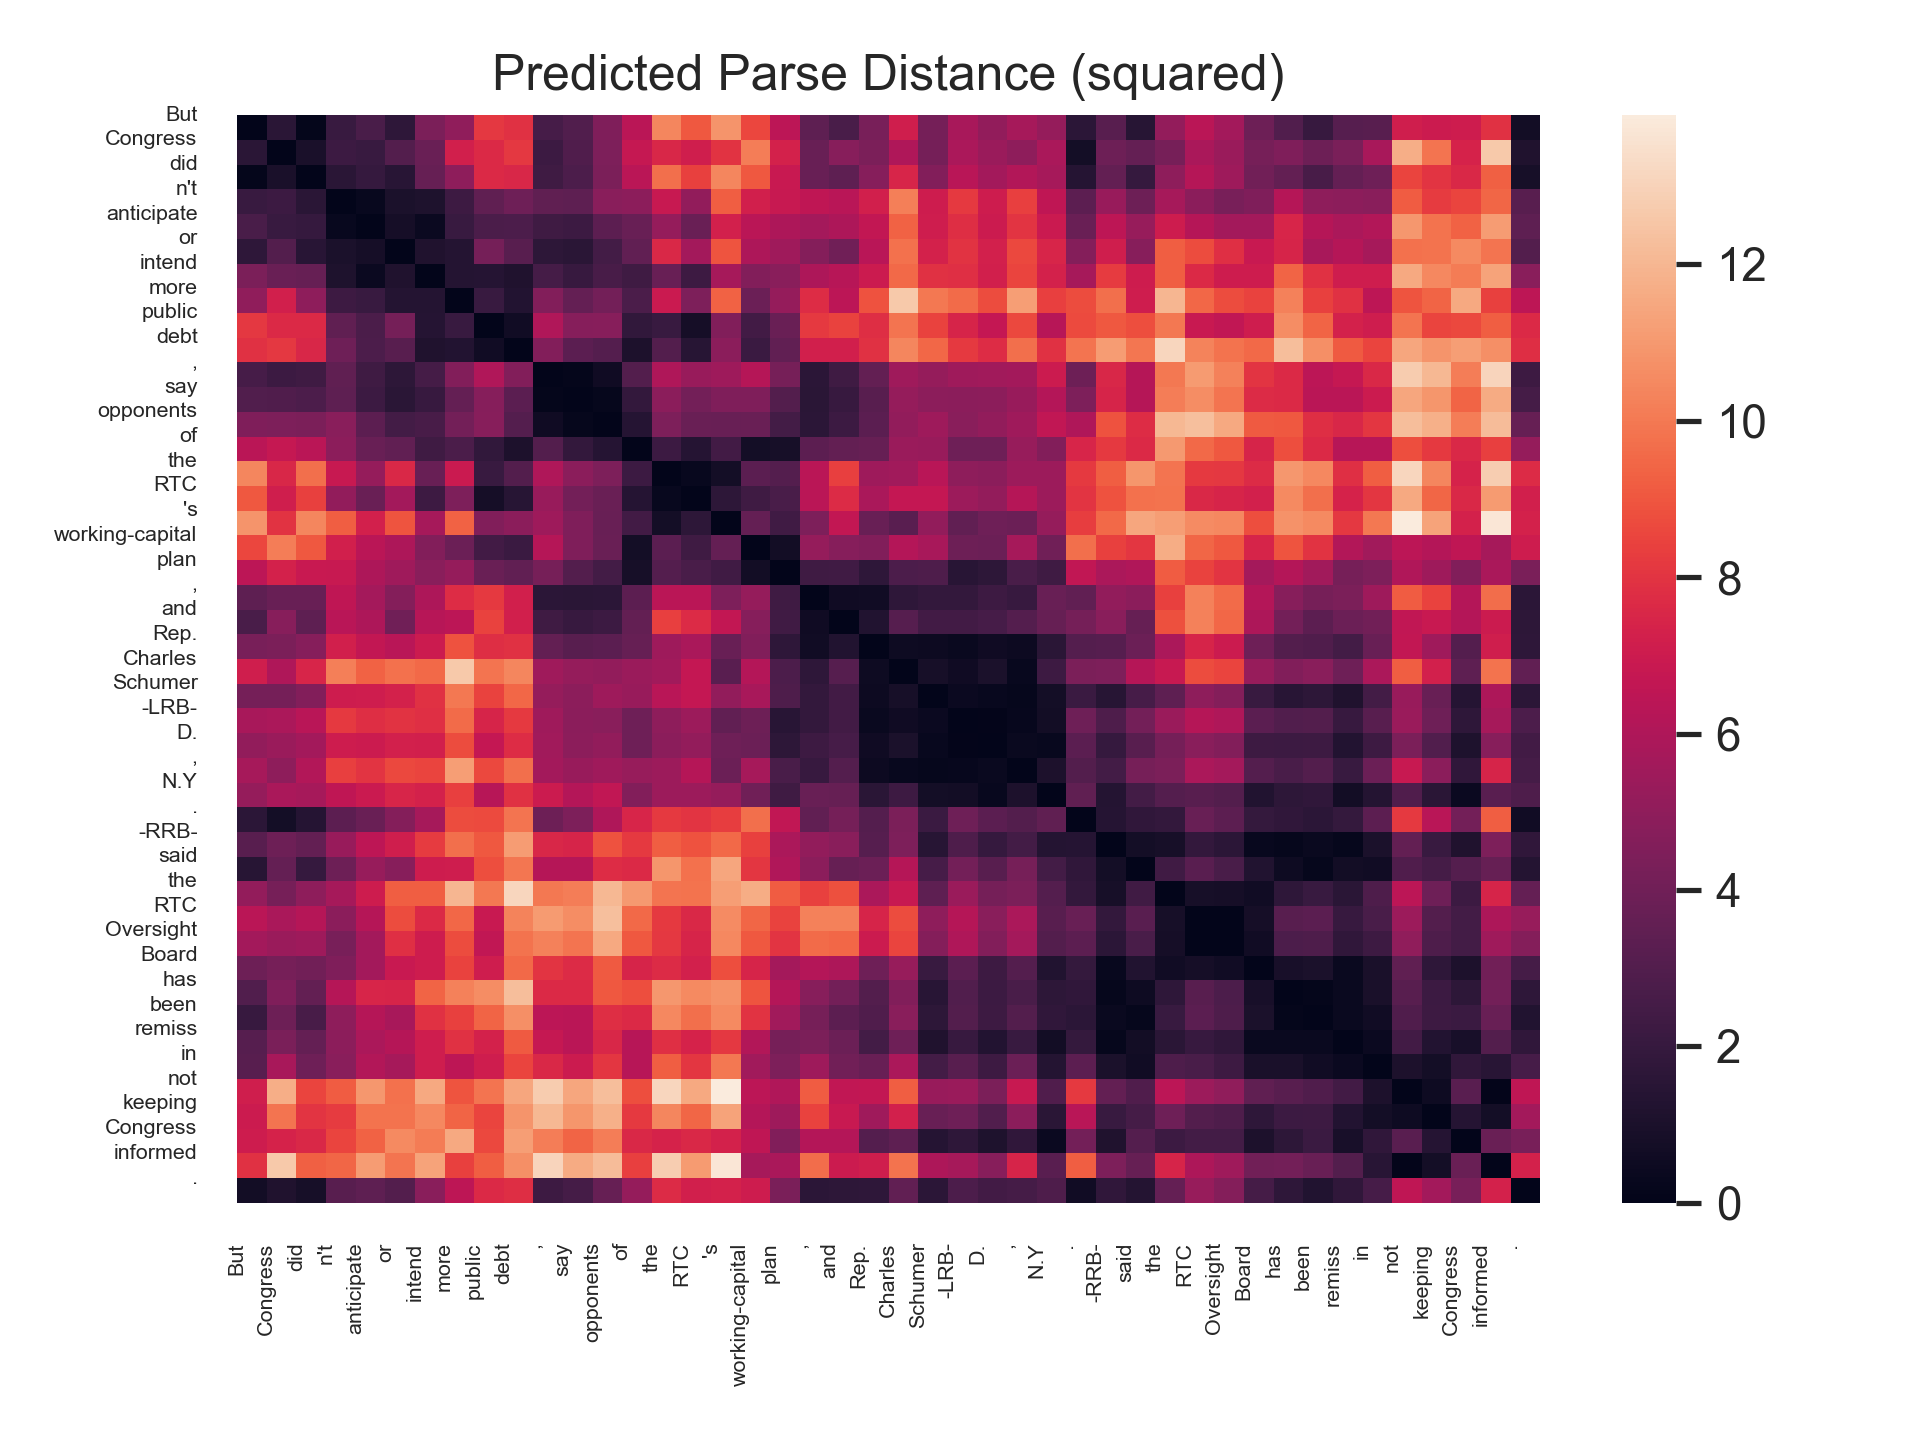 Predicted Parse Distance (squared)
But
Congress
did
n't
anticipate
or
intend
more
public
debt
,
say
opponents
of
the
RTC
's
working-capital
plan
,
and
Rep.
Charles
Schumer
-LRB-
D.
,
N.Y
.
-RRB-
said
the
RTC
Oversight
Board
has
been
remiss
in
not
keeping
Congress
informed
.
12
10
8
6
4
2
0
But
Congress
did
n't
anticipate
or
intend
more
public
debt
,
say
opponents
of
the
RTC
's
working-capital
plan
,
and
Rep.
Charles
Schumer
-LRB-
D.
,
N.Y
.
-RRB-
said
the
RTC
Oversight
Board
has
been
remiss
in
not
keeping
Congress
informed
.